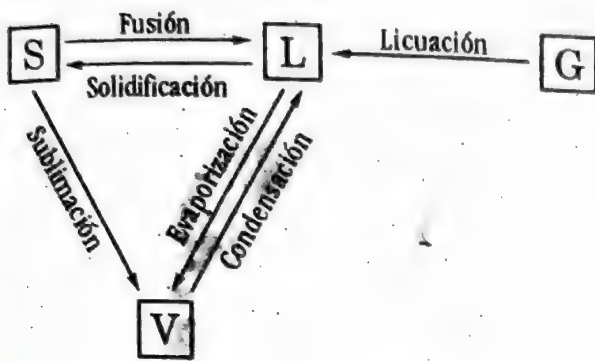 Fusión
S
L
Licuación
G
Solidificación
Sublimación
Evaporización
Condensación
V